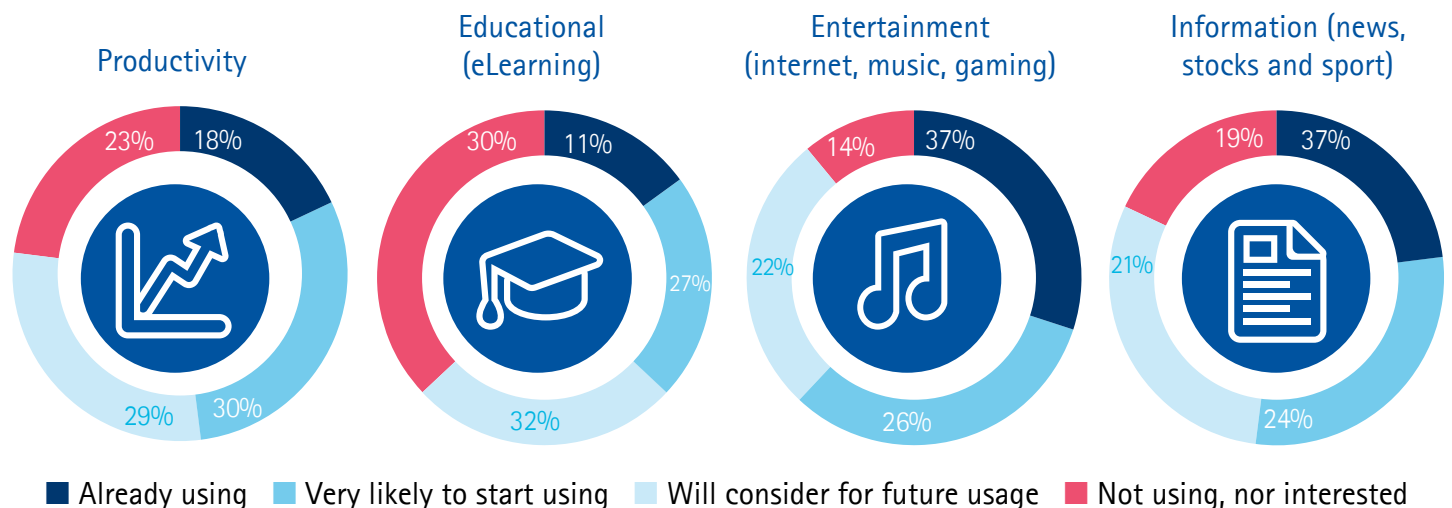 Productivity
23% 18%
29% 30%
Educational
(eLearning)
30% 11%
27%
32%
Entertainment
(internet, music, gaming)
14% 37%
22%
26%
Information (news,
stocks and sport)
19% 37%
21%
24%
Already using Very likely to start using Will consider for future usage Not using, nor interested